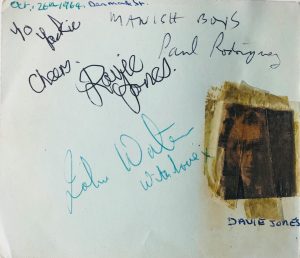 Oct. 26th 1964. Denmark St.
MANISH BOYS
To Jackie
Paul Rodriguez
Cheers.
Davie Jones.
John Watson
With love x
DAVIE JONES